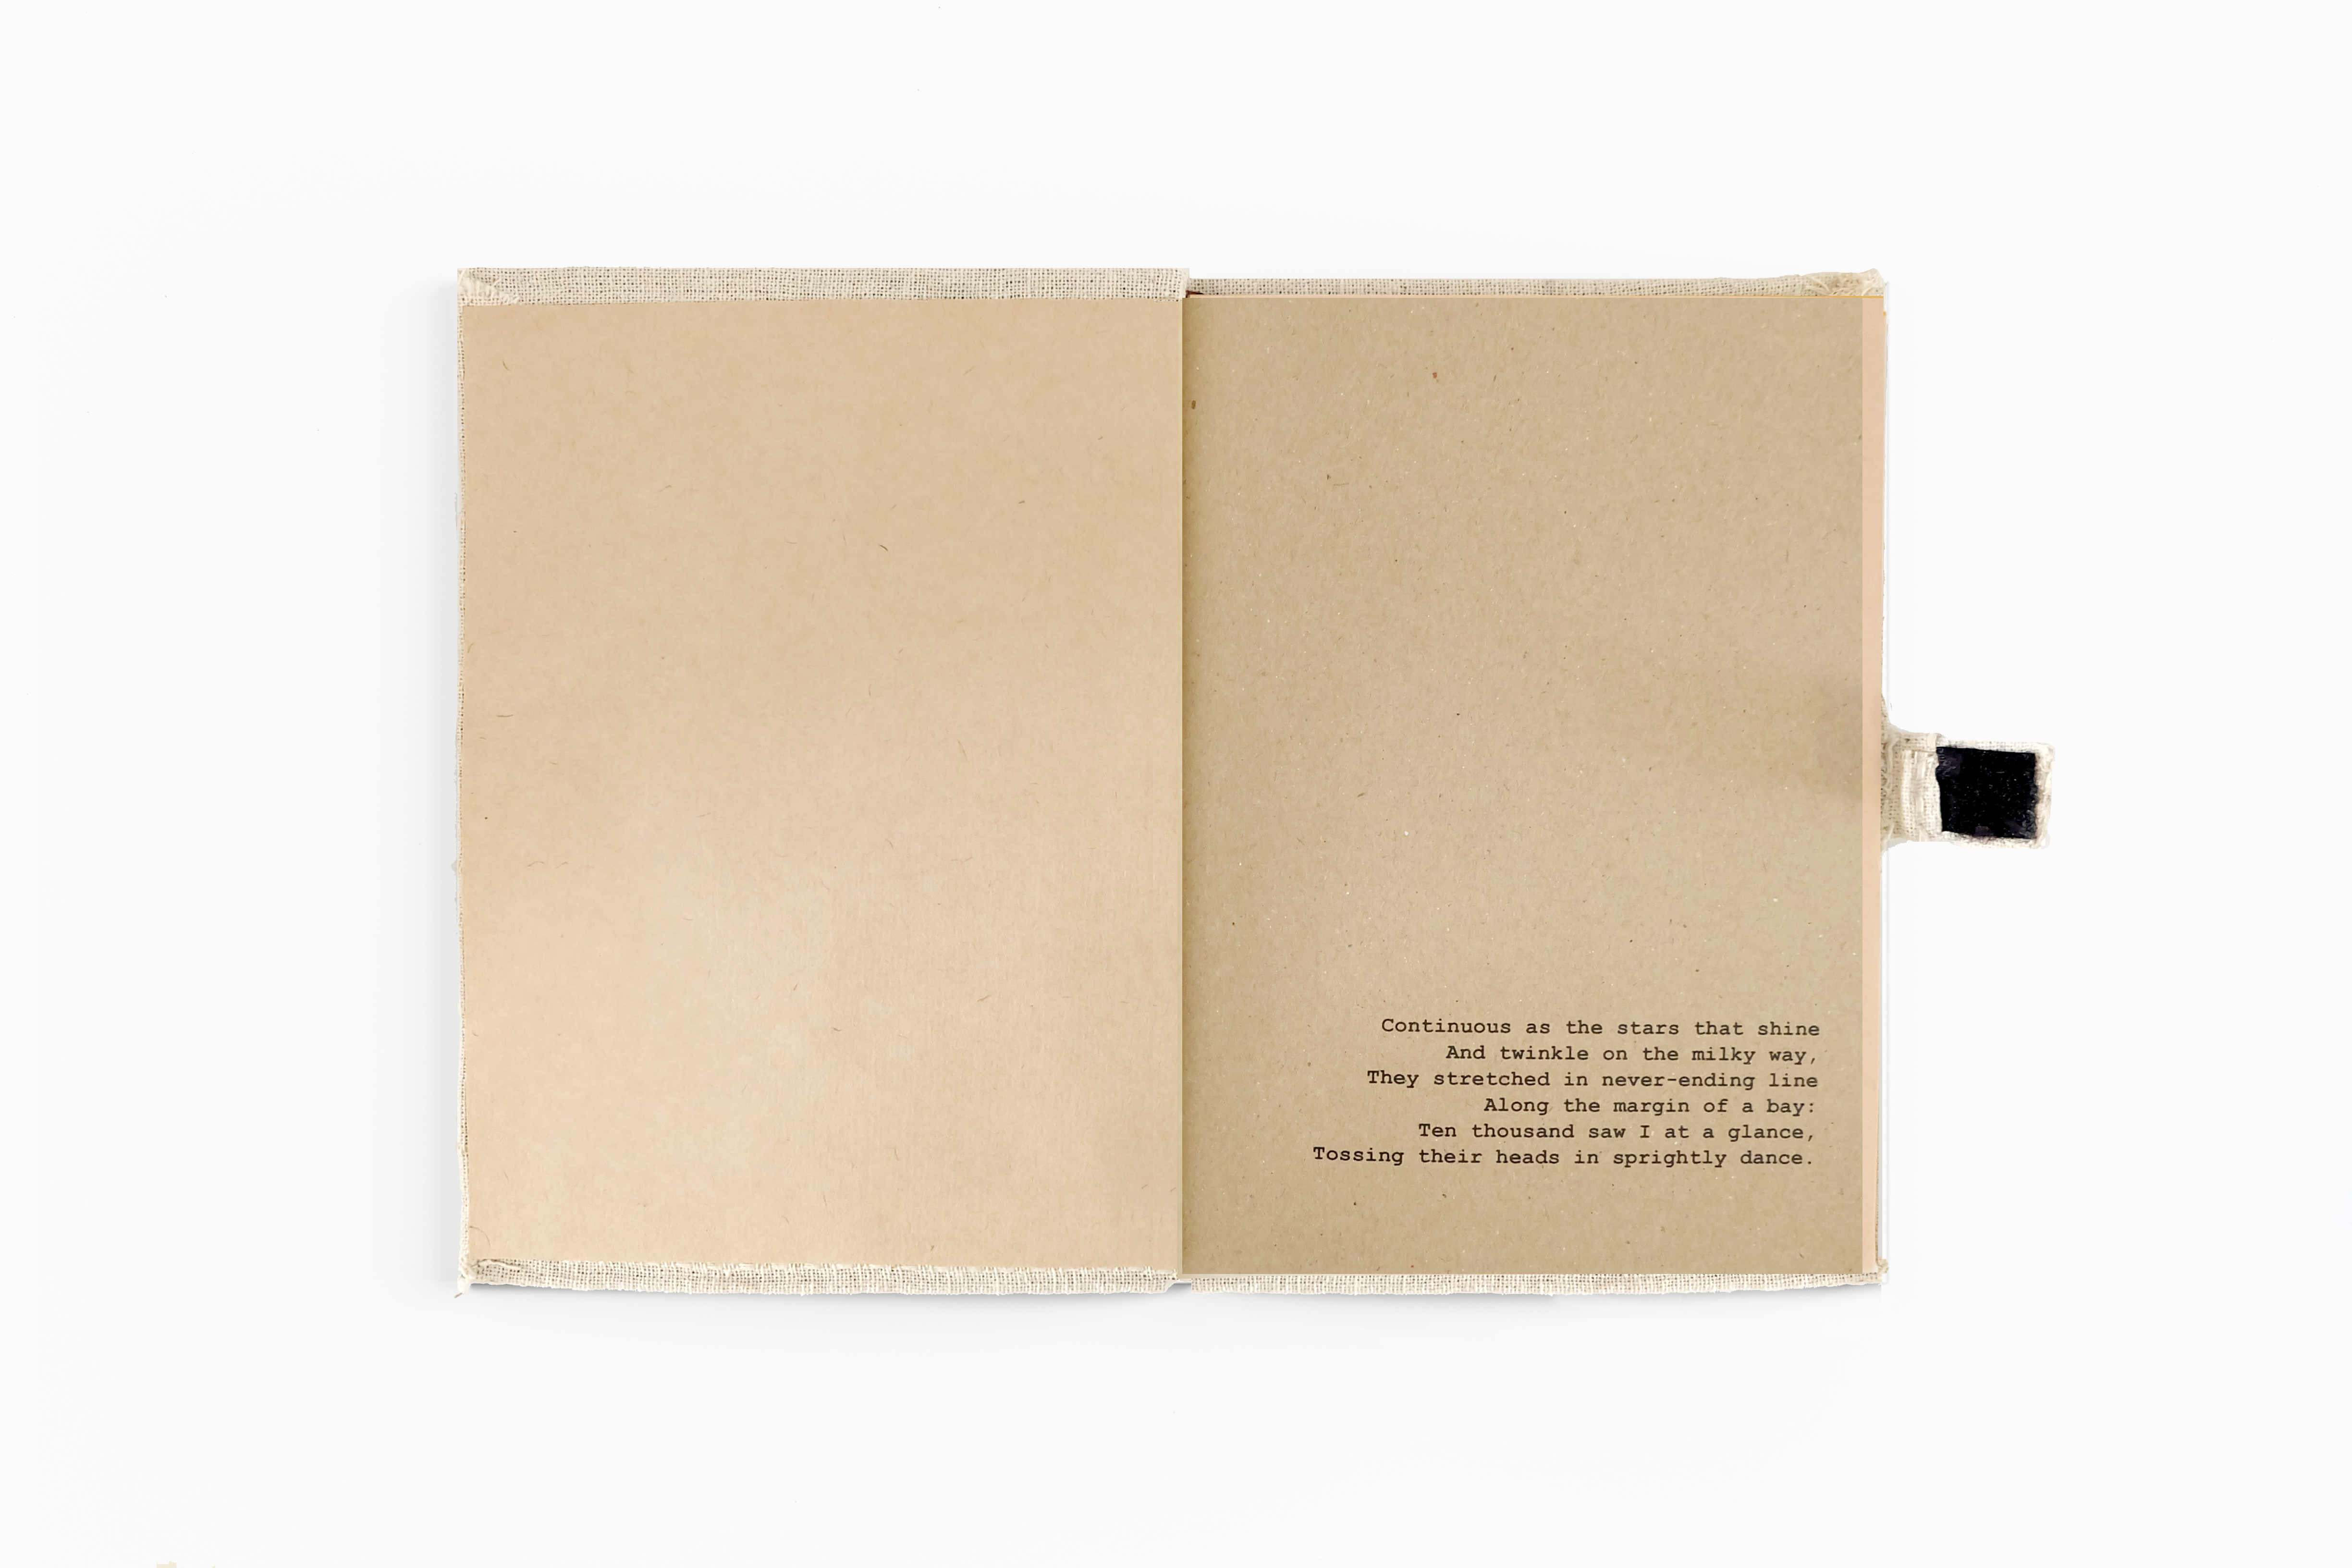 Continuous as the stars that shine
And twinkle on the milky way,
They stretched in never-ending line
Along the margin of a bay:
Ten thousand saw I at a glance,
Tossing their heads in sprightly dance.